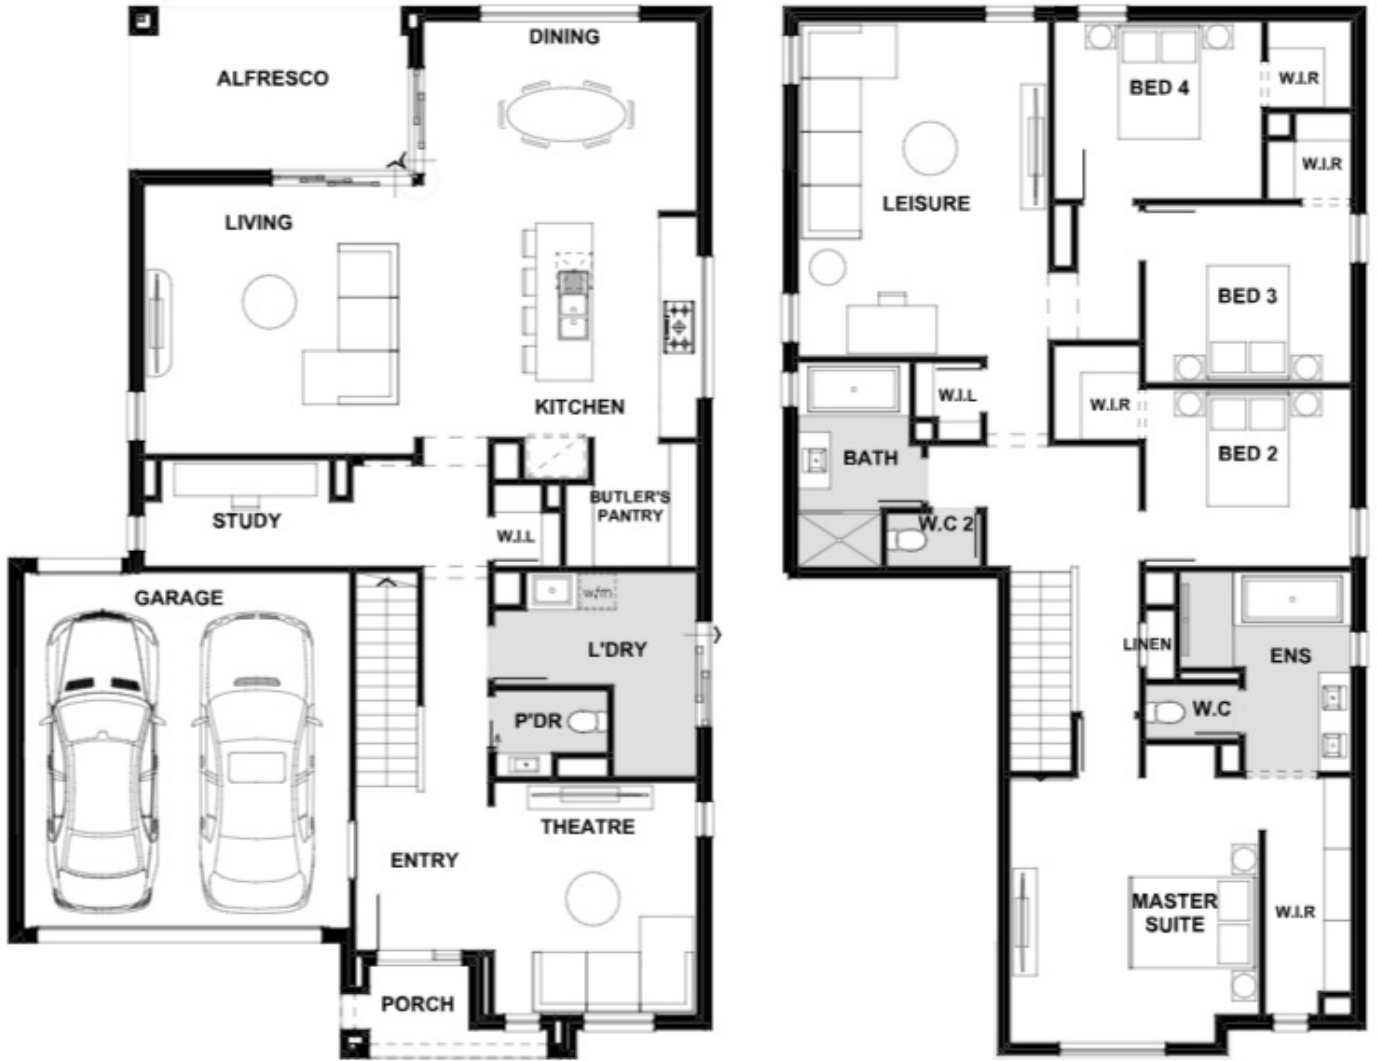 DINING
ALFRESCO
LIVING
KITCHEN
STUDY
BUTLER'S
PANTRY
W.I.L
GARAGE
w/m
L'DRY
P'DR
THEATRE
ENTRY
PORCH
BED 4
W.I.R
W.I.R
LEISURE
BED 3
W.I.L
W.I.R
BATH
BED 2
W.C 2
LINEN
ENS
W.C
MASTER
SUITE
W.I.R